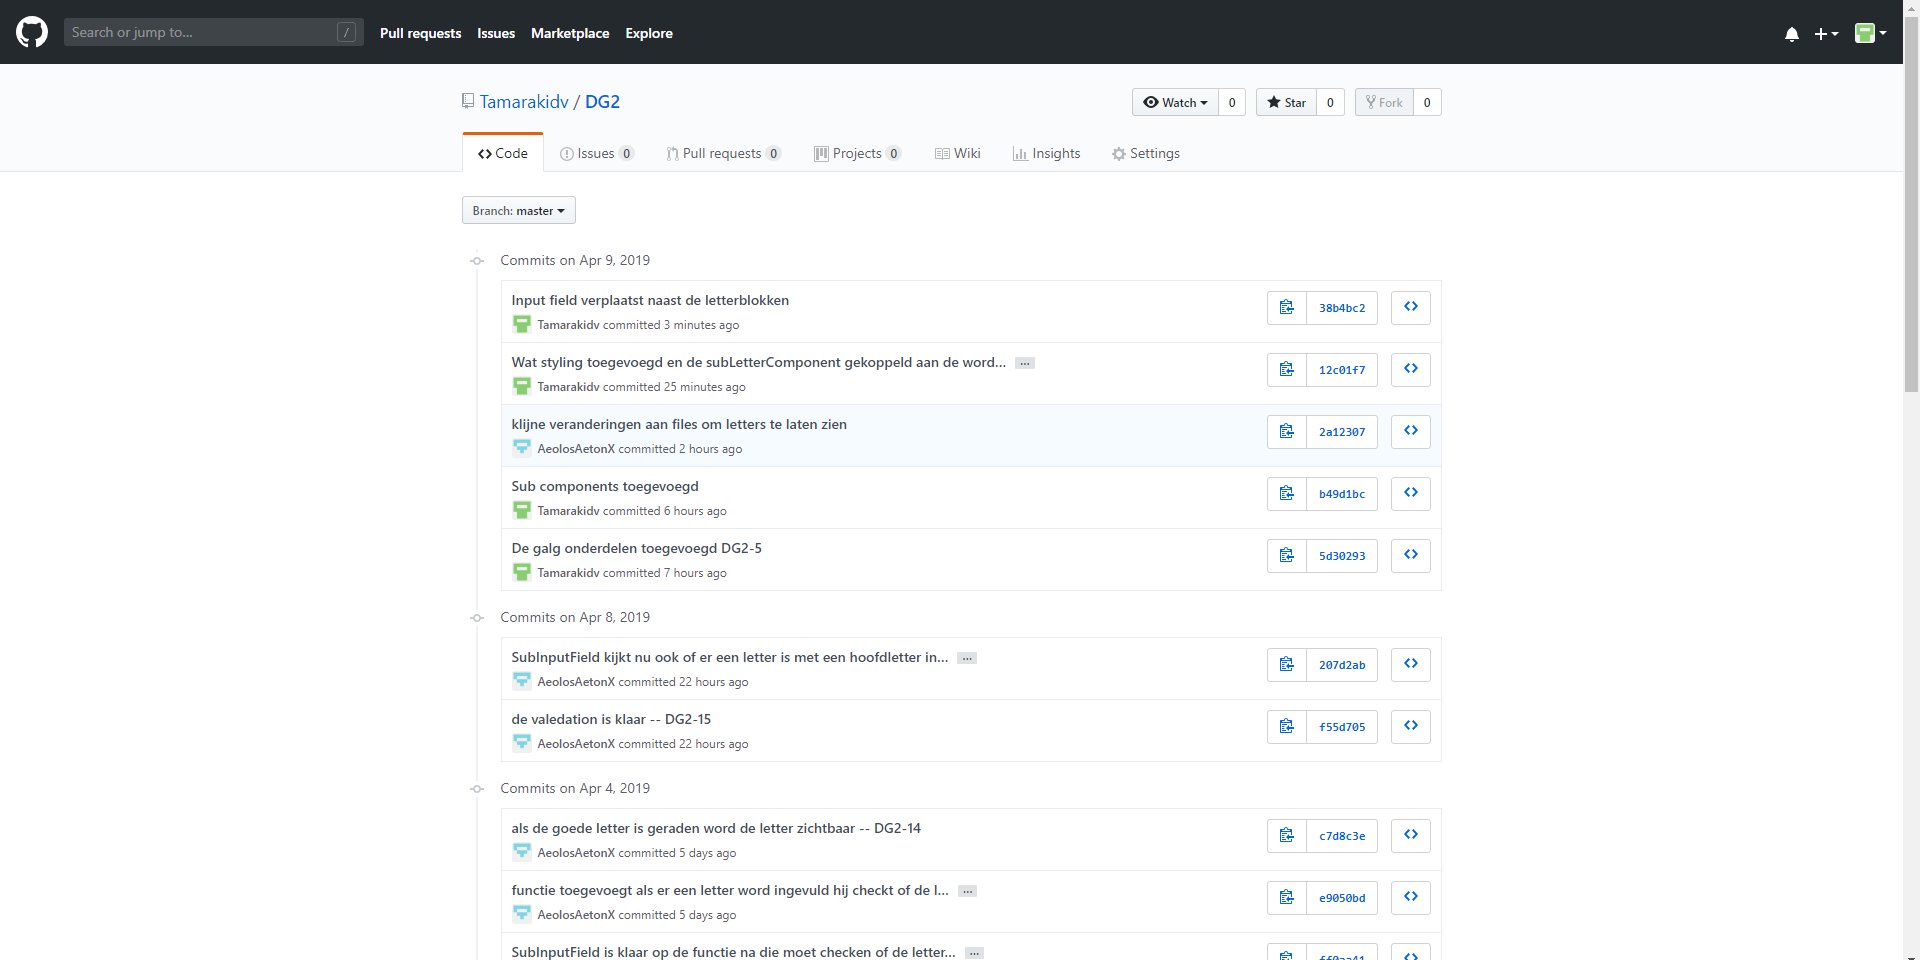 Search or jump to... /
Pull requests Issues Marketplace Explore
Tamarakidv / DG2
Watch 0 Star 0 Fork 0
Code Issues 0 Pull requests 0 Projects 0 Wiki Insights Settings
Branch: master
Commits on Apr 9, 2019
Input field verplaatst naast de letterblokken
Tamarakidv committed 3 minutes ago
38b4bc2
Wat styling toegevoegd en de subLetterComponent gekoppeld aan de word... …
Tamarakidv committed 25 minutes ago
12c01f7
klijne veranderingen aan files om letters te laten zien
AeolosAetonX committed 2 hours ago
2a12307
Sub components toegevoegd
Tamarakidv committed 6 hours ago
b49d1bc
De galg onderdelen toegevoegd DG2-5
Tamarakidv committed 7 hours ago
5d30293
Commits on Apr 8, 2019
SubInputField kijkt nu ook of er een letter is met een hoofdletter in... …
AeolosAetonX committed 22 hours ago
207d2ab
de valedation is klaar -- DG2-15
AeolosAetonX committed 22 hours ago
f55d705
Commits on Apr 4, 2019
als de goede letter is geraden word de letter zichtbaar -- DG2-14
AeolosAetonX committed 5 days ago
c7d8c3e
functie toegevoegt als er een letter word ingevuld hij checkt of de l... …
AeolosAetonX committed 5 days ago
e9050bd
SubInputField is klaar op de functie na die moet checken of de letter... …